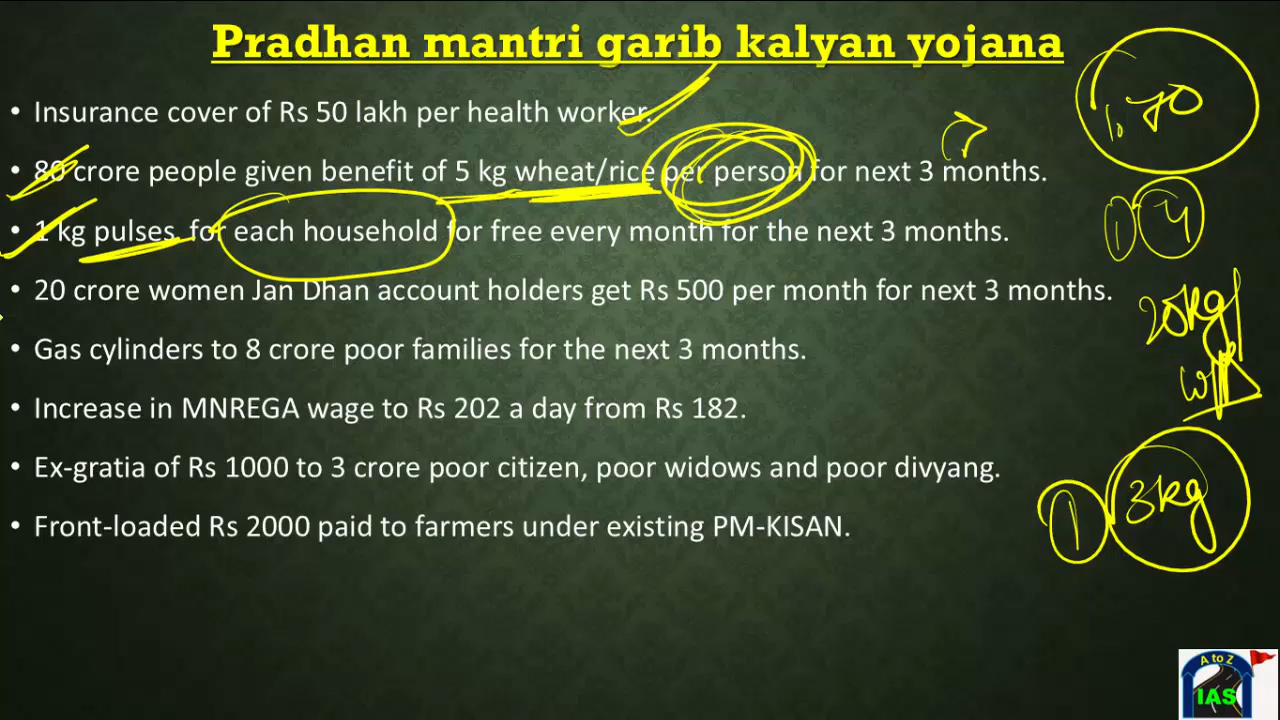 Pradhan mantri garib kalyan yojana
• Insurance cover of Rs 50 lakh per health worker.
• 80 crore people given benefit of 5 kg wheat/rice per person for next 3 months.
• 1 kg pulses for each household for free every month for the next 3 months.
• 20 crore women Jan Dhan account holders get Rs 500 per month for next 3 months.
• Gas cylinders to 8 crore poor families for the next 3 months.
• Increase in MNREGA wage to Rs 202 a day from Rs 182.
• Ex-gratia of Rs 1000 to 3 crore poor citizen, poor widows and poor divyang.
• Front-loaded Rs 2000 paid to farmers under existing PM-KISAN.
1.70
1 4
20kg
1 3kg
A to Z
IAS